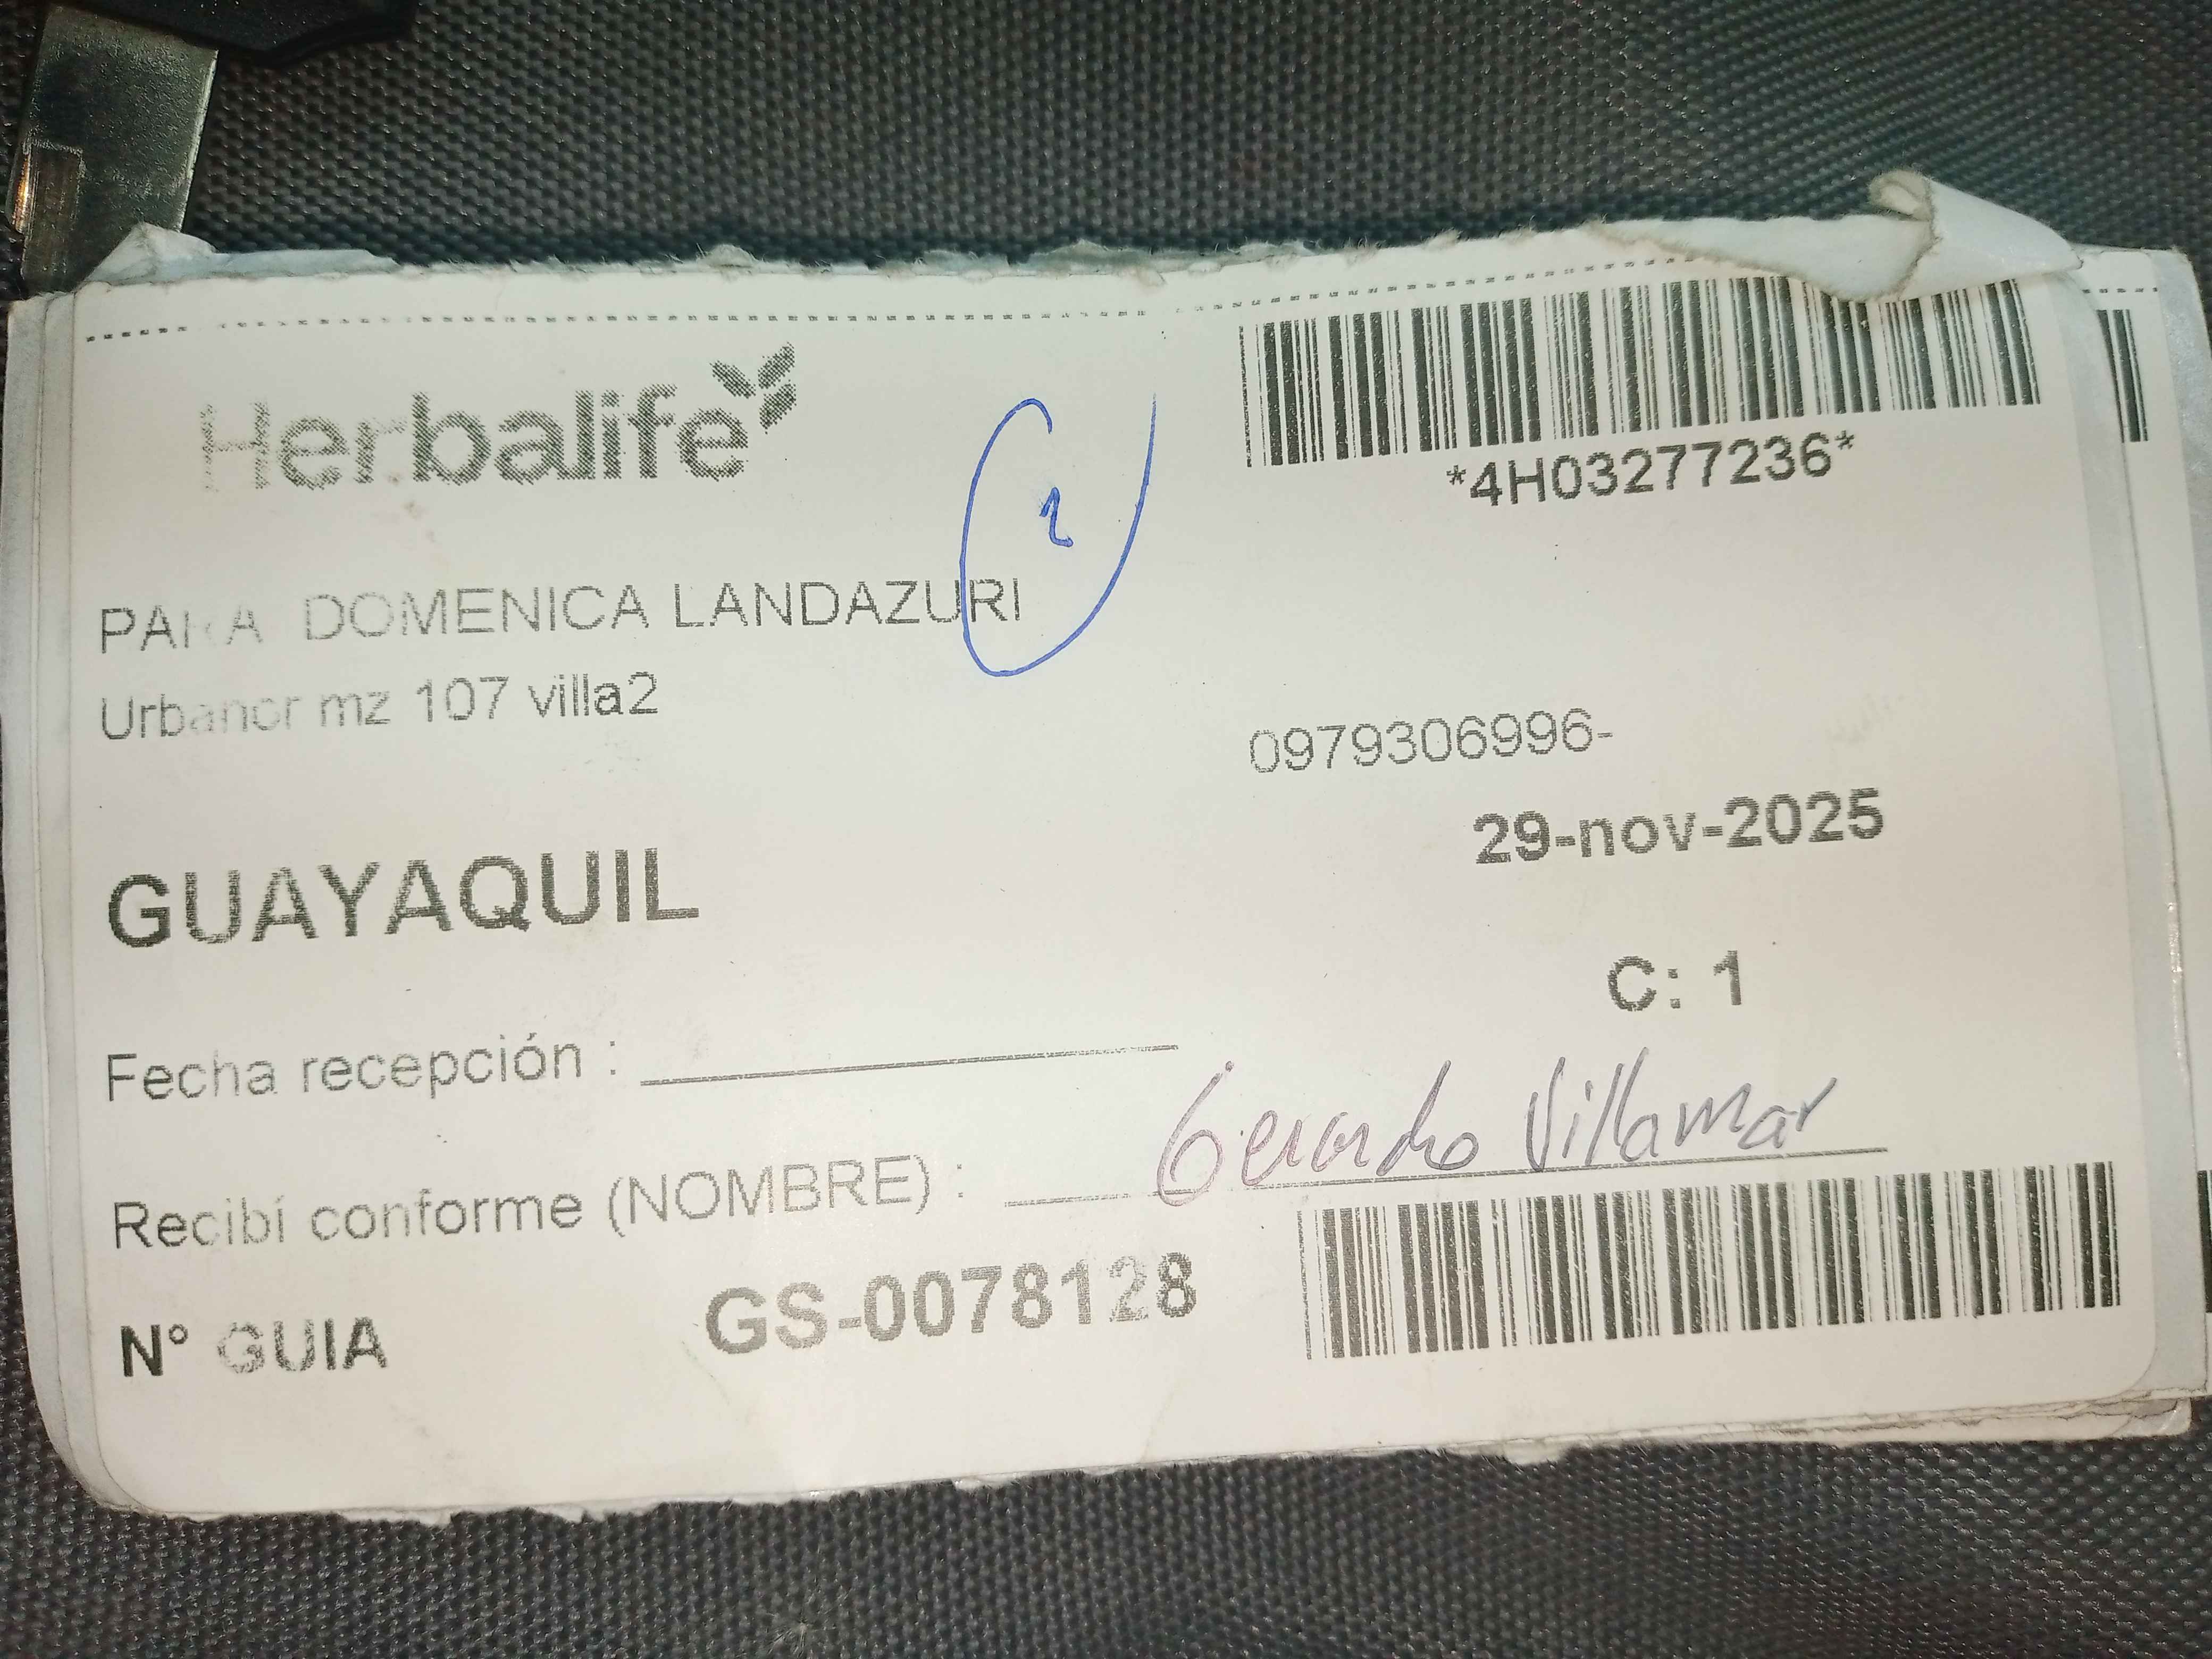 Herbalife
*4H03277236*
2
PARA DOMENICA LANDAZURI
Urbanor mz 107 villa2
0979306996-
29-nov-2025
GUAYAQUIL
C: 1
Fecha recepción :
Recibí conforme (NOMBRE) : Gerardo Villamar
N° GUIA GS-0078128